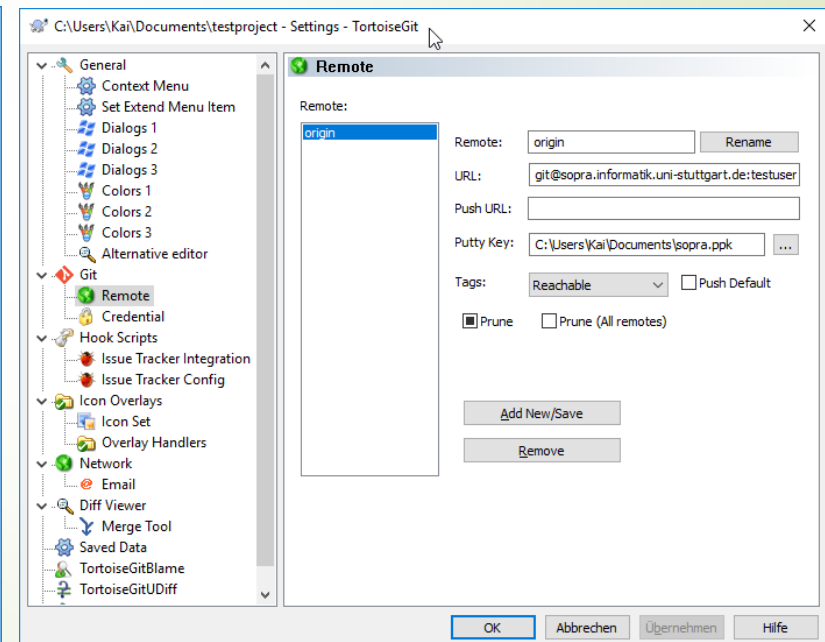 C:\Users\Kai\Documents\testproject - Settings - TortoiseGit
General
Context Menu
Set Extend Menu Item
Dialogs 1
Dialogs 2
Dialogs 3
Colors 1
Colors 2
Colors 3
Alternative editor
Git
Remote
Credential
Hook Scripts
Issue Tracker Integration
Issue Tracker Config
Icon Overlays
Icon Set
Overlay Handlers
Network
Email
Diff Viewer
Merge Tool
Saved Data
TortoiseGitBlame
TortoiseGitUDiff
Remote
Remote:
origin
Remote: origin Rename
URL: git@sopra.informatik.uni-stuttgart.de:testuser
Push URL:
Putty Key: C:\Users\Kai\Documents\sopra.ppk ...
Tags: Reachable Push Default
Prune Prune (All remotes)
Add New/Save
Remove
OK Abbrechen Übernehmen Hilfe